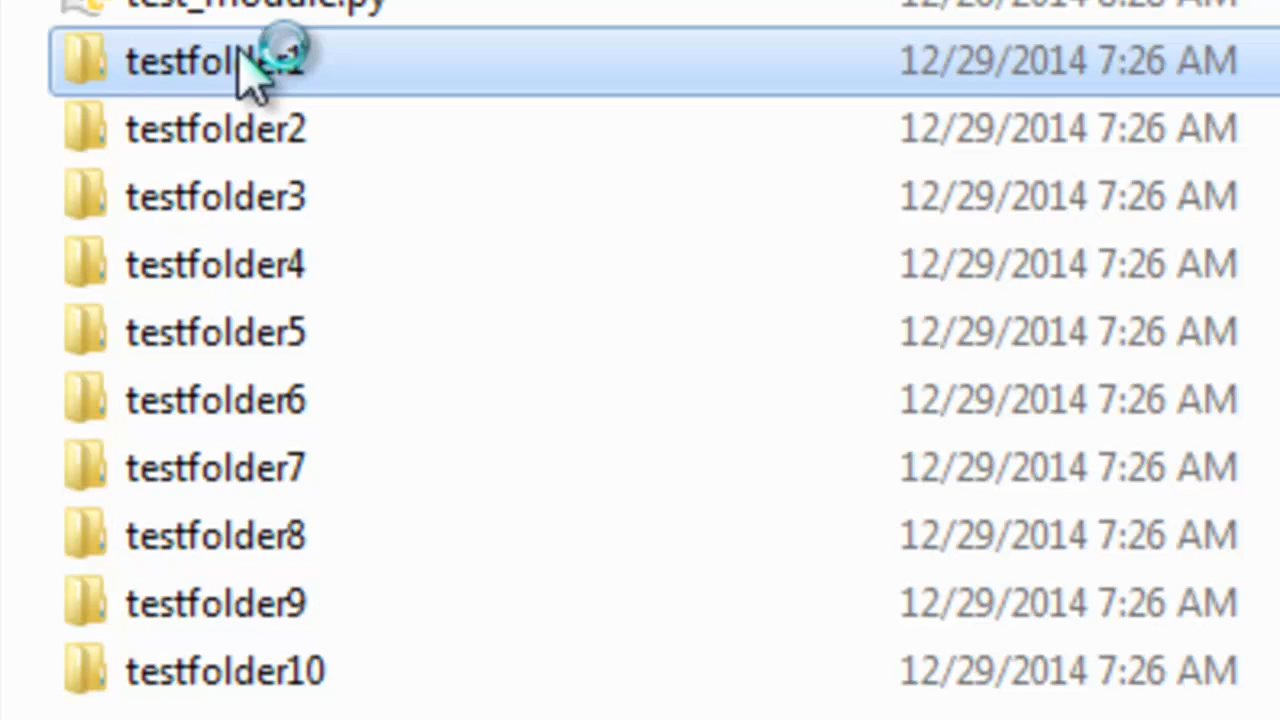 test_module.py
testfolder1 12/29/2014 7:26 AM
testfolder2 12/29/2014 7:26 AM
testfolder3 12/29/2014 7:26 AM
testfolder4 12/29/2014 7:26 AM
testfolder5 12/29/2014 7:26 AM
testfolder6 12/29/2014 7:26 AM
testfolder7 12/29/2014 7:26 AM
testfolder8 12/29/2014 7:26 AM
testfolder9 12/29/2014 7:26 AM
testfolder10 12/29/2014 7:26 AM